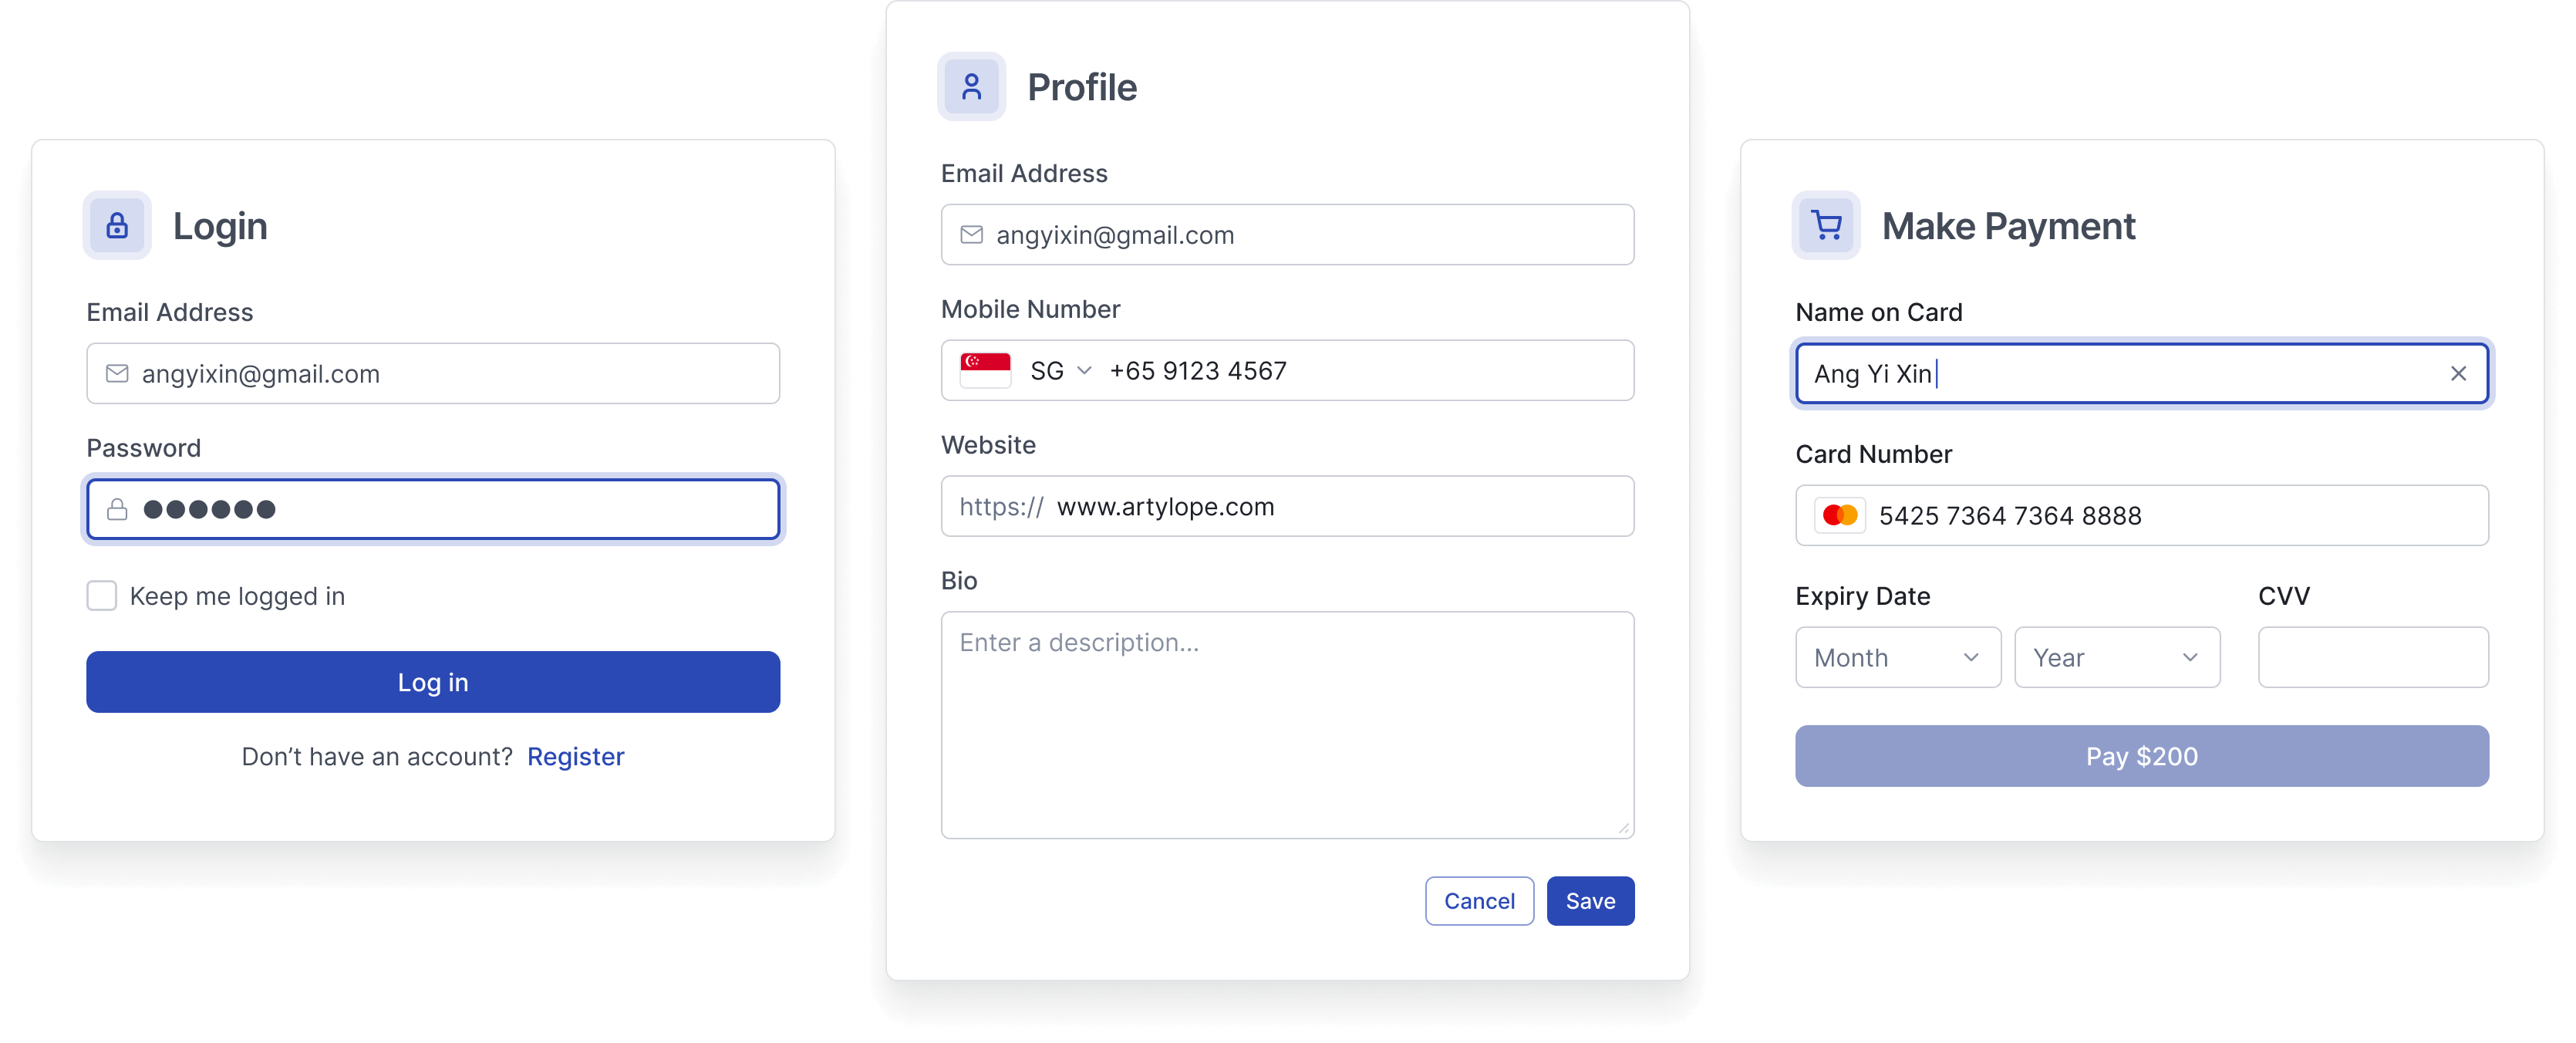 Login
Email Address
angyixin@gmail.com
Password
●●●●●●
Keep me logged in
Log in
Don’t have an account? Register
Profile
Email Address
angyixin@gmail.com
Mobile Number
SG +65 9123 4567
Website
https:// www.artylope.com
Bio
Enter a description...
Cancel Save
Make Payment
Name on Card
Ang Yi Xin
Card Number
5425 7364 7364 8888
Expiry Date CVV
Month Year
Pay $200